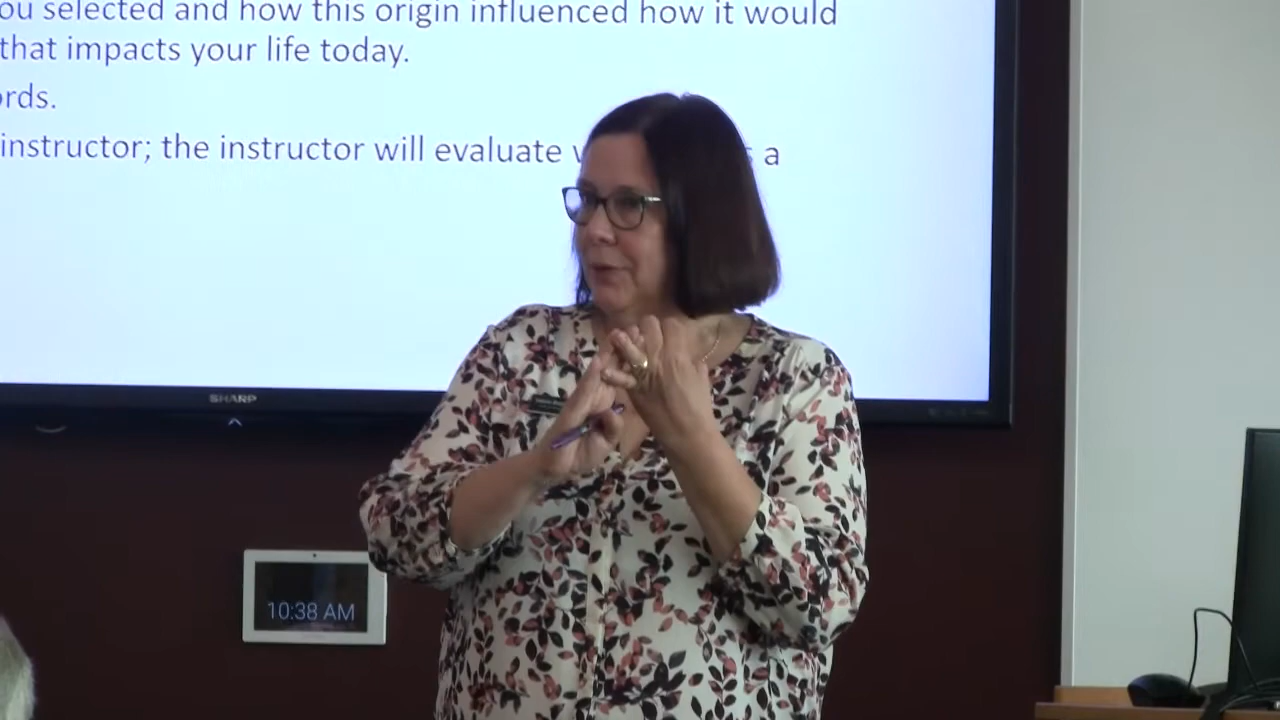 ou selected and how this origin influenced how it would
that impacts your life today.
ords.
instructor; the instructor will evaluate a
SHARP
10:38 AM